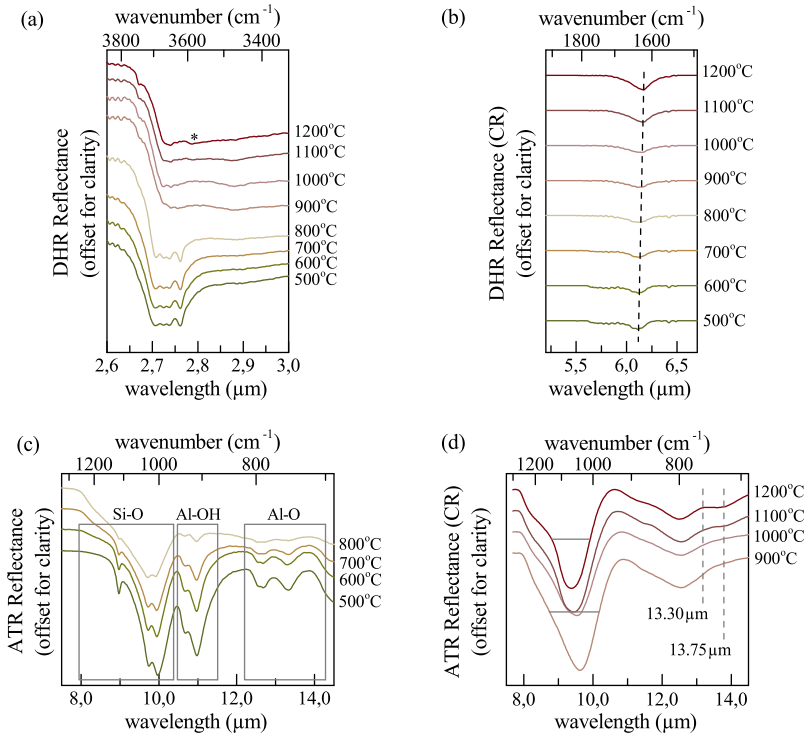 (a)
wavenumber (cm-1)
3800 3600 3400
DHR Reflectance
(offset for clarity)
*
1200°C
1100°C
1000°C
900°C
800°C
700°C
600°C
500°C
2,6 2,7 2,8 2,9 3,0
wavelength (µm)
(b)
wavenumber (cm-1)
1800 1600
DHR Reflectance (CR)
(offset for clarity)
1200°C
1100°C
1000°C
900°C
800°C
700°C
600°C
500°C
5,5 6,0 6,5
wavelength (µm)
(c)
wavenumber (cm-1)
1200 1000 800
ATR Reflectance
(offset for clarity)
Si-O Al-OH Al-O
800°C
700°C
600°C
500°C
8,0 10,0 12,0 14,0
wavelength (µm)
(d)
wavenumber (cm-1)
1200 1000 800
ATR Reflectance (CR)
(offset for clarity)
1200°C
1100°C
1000°C
900°C
13.30µm
13.75µm
8,0 10,0 12,0 14,0
wavelength (µm)